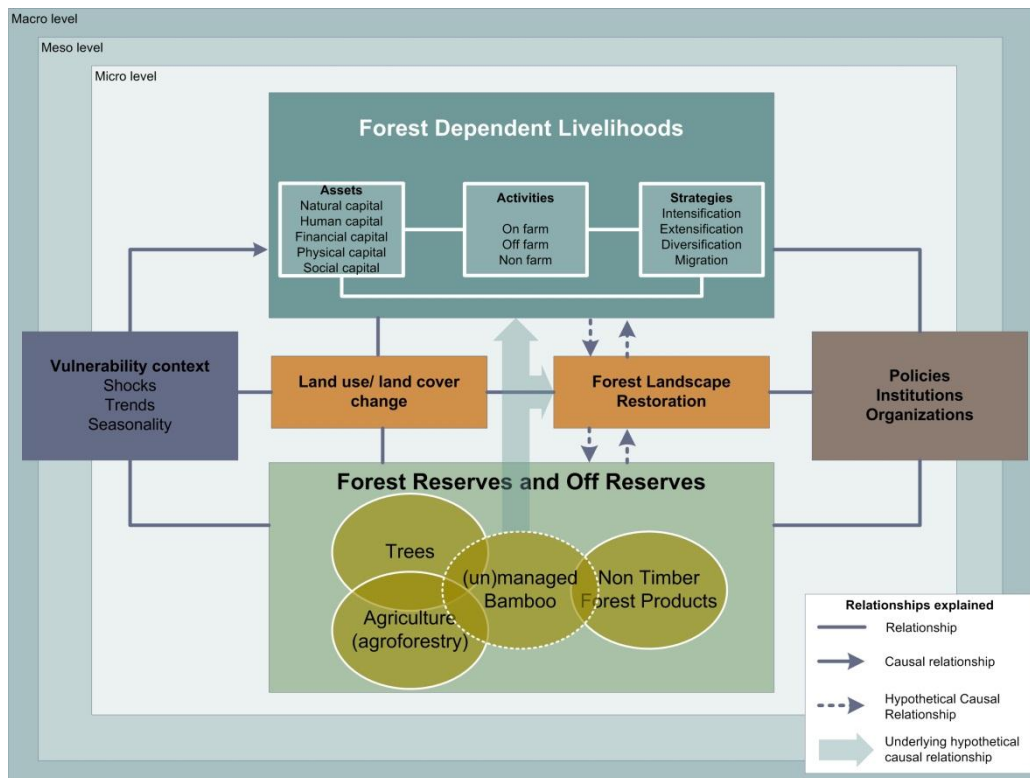 Macro level
Meso level
Micro level
Forest Dependent Livelihoods
Assets
Natural capital
Human capital
Financial capital
Physical capital
Social capital
Activities
On farm
Off farm
Non farm
Strategies
Intensification
Extensification
Diversification
Migration
Vulnerability context
Shocks
Trends
Seasonality
Land use/ land cover
change
Forest Landscape
Restoration
Policies
Institutions
Organizations
Forest Reserves and Off Reserves
Trees
Agriculture
(agroforestry)
(un)managed
Bamboo
Non Timber
Forest Products
Relationships explained
Relationship
Causal relationship
Hypothetical Causal
Relationship
Underlying hypothetical
causal relationship